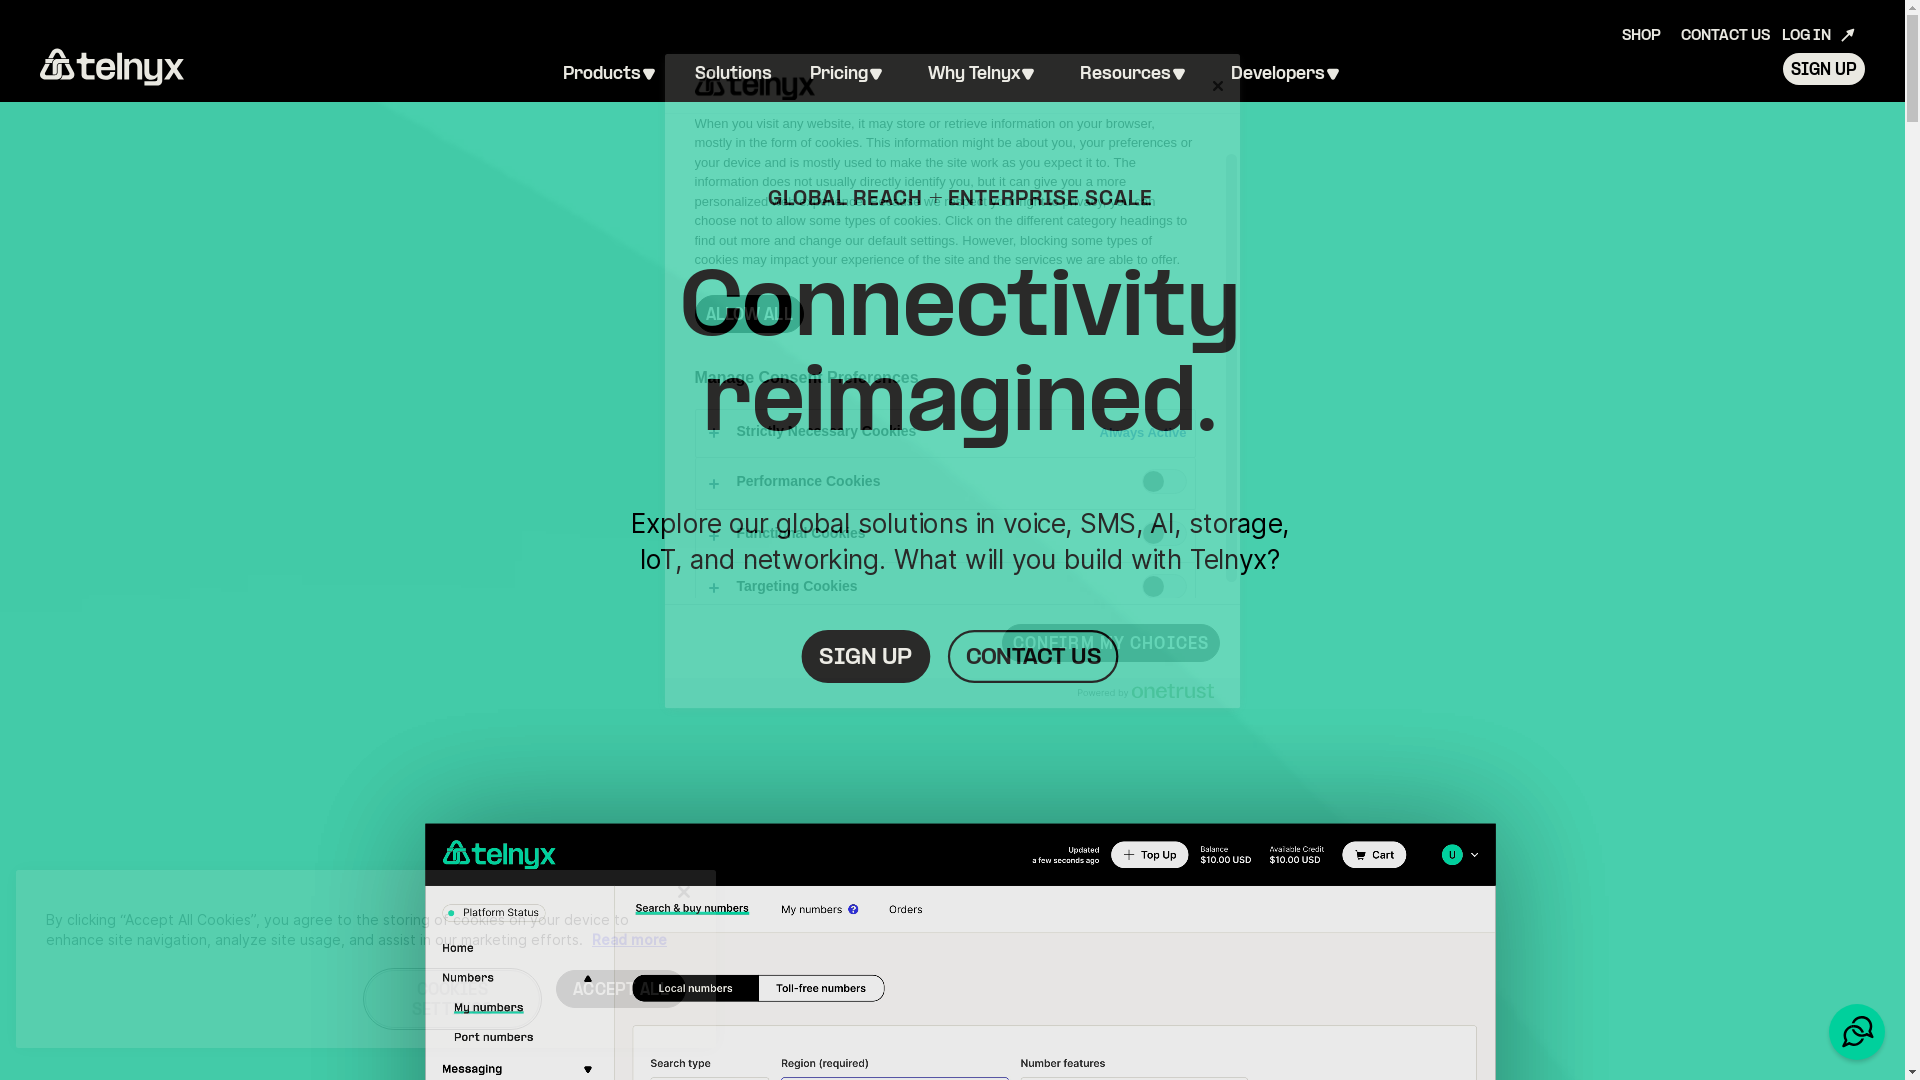 SHOP CONTACT US LOG IN
telnyx
Products Solutions Pricing Why Telnyx Resources Developers
SIGN UP
telnyx
When you visit any website, it may store or retrieve information on your browser,
mostly in the form of cookies. This information might be about you, your preferences or
your device and is mostly used to make the site work as you expect it to. The
information does not usually directly identify you, but it can give you a more
personalized
GLOBAL REACH + ENTERPRISE SCALE
choose not to allow some types of cookies. Click on the different category headings to
find out more and change our default settings. However, blocking some types of
cookies may impact your experience of the site and the services we are able to offer.
Connectivity
ALLOW ALL
Manage Consent Preferences
reimagined.
Strictly Necessary Cookies Always Active
Performance Cookies
Explore our global solutions in voice, SMS, AI, storage,
Functional Cookies
IoT, and networking. What will you build with Telnyx?
Targeting Cookies
CONFIRM MY CHOICES
SIGN UP CONTACT US
Powered by onetrust
telnyx
Updated
a few seconds ago
Top Up
Balance
$10.00 USD
Available Credit
$10.00 USD
Cart
U
Platform Status
Search & buy numbers My numbers ? Orders
By clicking “Accept All Cookies”, you agree to the storing of cookies on your device to
enhance site navigation, analyze site usage, and assist in our marketing efforts. Read more
Home
Numbers
COOKIES
SETTINGS
ACCEPT ALL
Local numbers Toll-free numbers
My numbers
Port numbers
Messaging
Search type Region (required) Number features